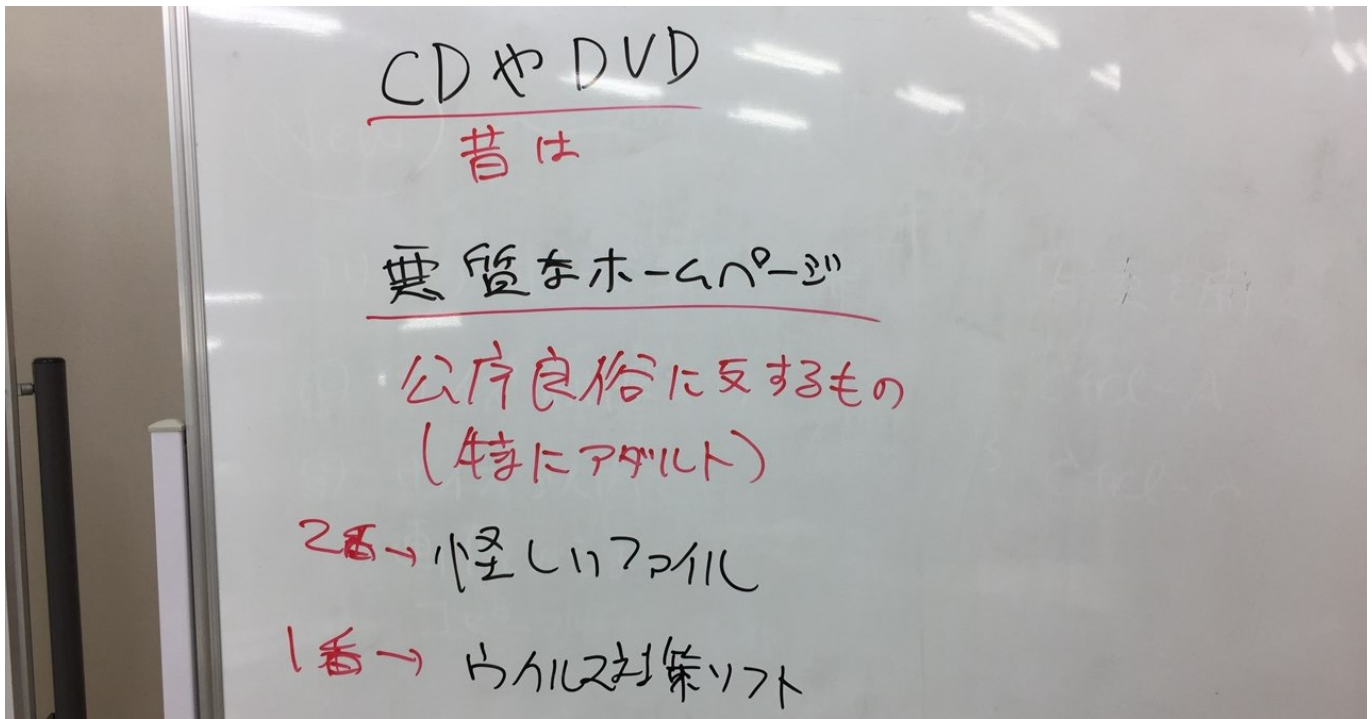 CDやDVD
昔は
悪質なホームページ
公序良俗に反するもの
(特にアダルト)
2番→怪しいファイル
1番→ウイルス対策ソフト